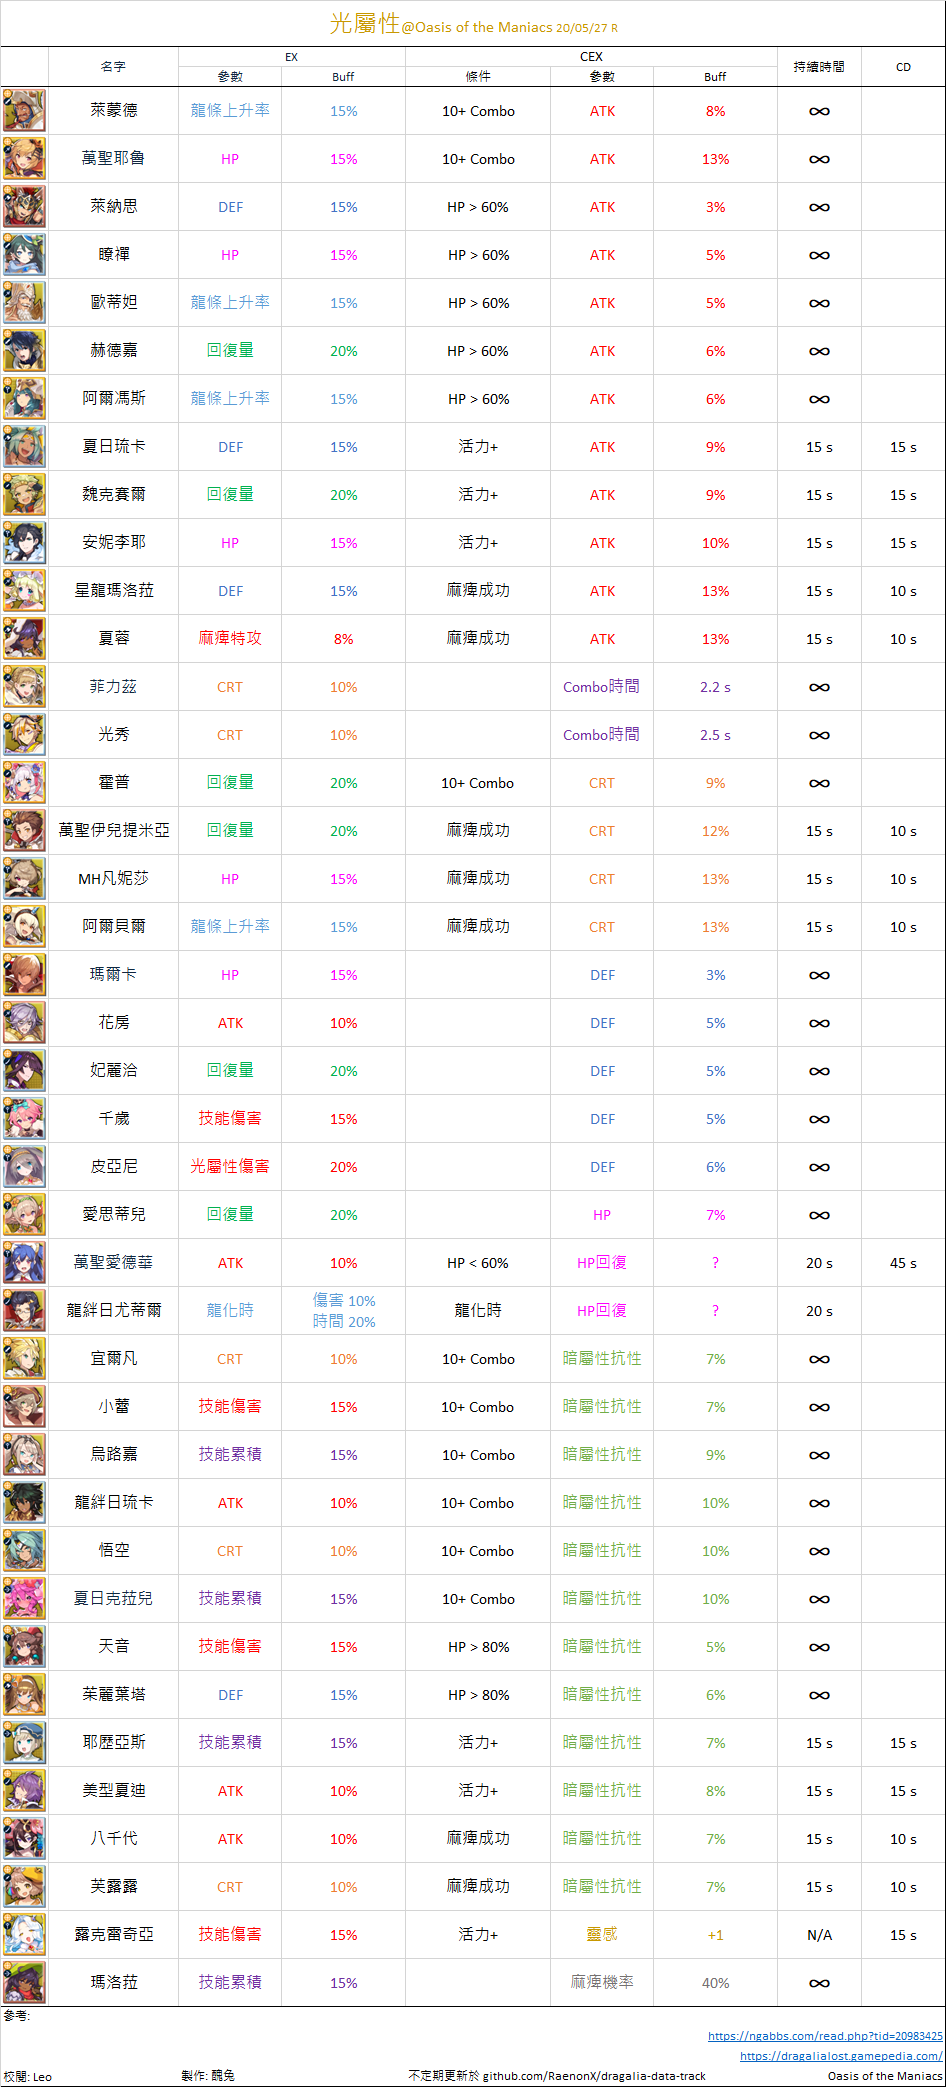 光屬性@Oasis of the Maniacs 20/05/27 R
名字 EX CEX 持續時間 CD
參數 Buff 條件 參數 Buff
萊蒙德 龍條上升率 15% 10+ Combo ATK 8% ∞
萬聖耶魯 HP 15% 10+ Combo ATK 13% ∞
萊納思 DEF 15% HP > 60% ATK 3% ∞
瞭禪 HP 15% HP > 60% ATK 5% ∞
歐蒂妲 龍條上升率 15% HP > 60% ATK 5% ∞
赫德嘉 回復量 20% HP > 60% ATK 6% ∞
阿爾馮斯 龍條上升率 15% HP > 60% ATK 6% ∞
夏日琉卡 DEF 15% 活力+ ATK 9% 15 s 15 s
魏克賽爾 回復量 20% 活力+ ATK 9% 15 s 15 s
安妮李耶 HP 15% 活力+ ATK 10% 15 s 15 s
星龍瑪洛菈 DEF 15% 麻痺成功 ATK 13% 15 s 10 s
夏蓉 麻痺特攻 8% 麻痺成功 ATK 13% 15 s 10 s
菲力茲 CRT 10% Combo時間 2.2 s ∞
光秀 CRT 10% Combo時間 2.5 s ∞
霍普 回復量 20% 10+ Combo CRT 9% ∞
萬聖伊兒提米亞 回復量 20% 麻痺成功 CRT 12% 15 s 10 s
MH凡妮莎 HP 15% 麻痺成功 CRT 13% 15 s 10 s
阿爾貝爾 龍條上升率 15% 麻痺成功 CRT 13% 15 s 10 s
瑪爾卡 HP 15% DEF 3% ∞
花房 ATK 10% DEF 5% ∞
妃麗洽 回復量 20% DEF 5% ∞
千歲 技能傷害 15% DEF 5% ∞
皮亞尼 光屬性傷害 20% DEF 6% ∞
愛思蒂兒 回復量 20% HP 7% ∞
萬聖愛德華 ATK 10% HP < 60% HP回復 ? 20 s 45 s
龍絆日尤蒂爾 龍化時 傷害 10% 時間 20% 龍化時 HP回復 ? 20 s
宜爾凡 CRT 10% 10+ Combo 暗屬性抗性 7% ∞
小蕾 技能傷害 15% 10+ Combo 暗屬性抗性 7% ∞
烏路嘉 技能累積 15% 10+ Combo 暗屬性抗性 9% ∞
龍絆日琉卡 ATK 10% 10+ Combo 暗屬性抗性 10% ∞
悟空 CRT 10% 10+ Combo 暗屬性抗性 10% ∞
夏日克菈兒 技能累積 15% 10+ Combo 暗屬性抗性 10% ∞
天音 技能傷害 15% HP > 80% 暗屬性抗性 5% ∞
茱麗葉塔 DEF 15% HP > 80% 暗屬性抗性 6% ∞
耶歷亞斯 技能累積 15% 活力+ 暗屬性抗性 7% 15 s 15 s
美型夏迪 ATK 10% 活力+ 暗屬性抗性 8% 15 s 15 s
八千代 ATK 10% 麻痺成功 暗屬性抗性 7% 15 s 10 s
芙露露 CRT 10% 麻痺成功 暗屬性抗性 7% 15 s 10 s
露克雷奇亞 技能傷害 15% 活力+ 靈感 +1 N/A 15 s
瑪洛菈 技能累積 15% 麻痺機率 40% ∞
參考:
https://ngabbs.com/read.php?tid=20983425
https://dragalialost.gamepedia.com/
校閱: Leo 製作: 醜兔 不定期更新於 github.com/RaenonX/dragalia-data-track Oasis of the Maniacs